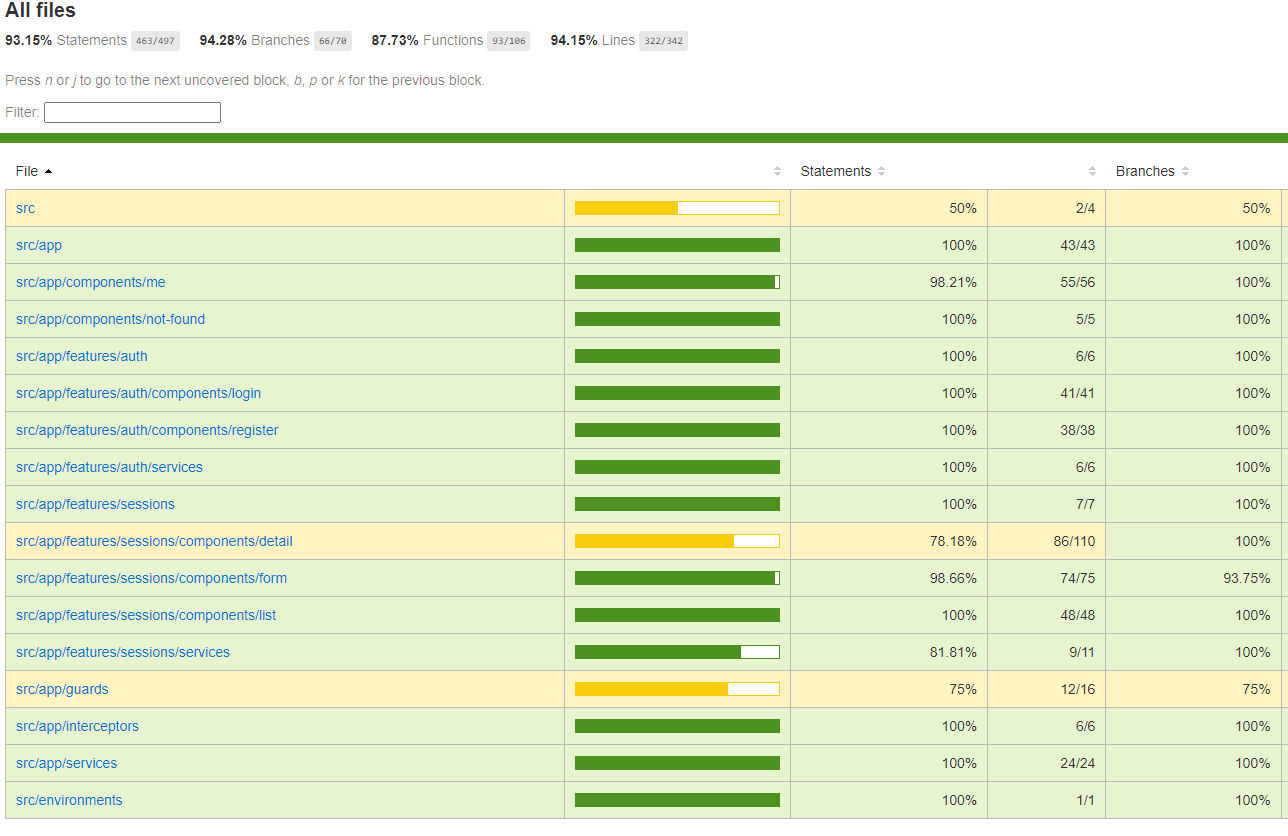 All files
93.15% Statements 463/497 94.28% Branches 66/70 87.73% Functions 93/106 94.15% Lines 322/342
Press n or j to go to the next uncovered block, b, p or k for the previous block.
Filter:
File Statements Branches
src 50% 2/4 50%
src/app 100% 43/43 100%
src/app/components/me 98.21% 55/56 100%
src/app/components/not-found 100% 5/5 100%
src/app/features/auth 100% 6/6 100%
src/app/features/auth/components/login 100% 41/41 100%
src/app/features/auth/components/register 100% 38/38 100%
src/app/features/auth/services 100% 6/6 100%
src/app/features/sessions 100% 7/7 100%
src/app/features/sessions/components/detail 78.18% 86/110 100%
src/app/features/sessions/components/form 98.66% 74/75 93.75%
src/app/features/sessions/components/list 100% 48/48 100%
src/app/features/sessions/services 81.81% 9/11 100%
src/app/guards 75% 12/16 75%
src/app/interceptors 100% 6/6 100%
src/app/services 100% 24/24 100%
src/environments 100% 1/1 100%